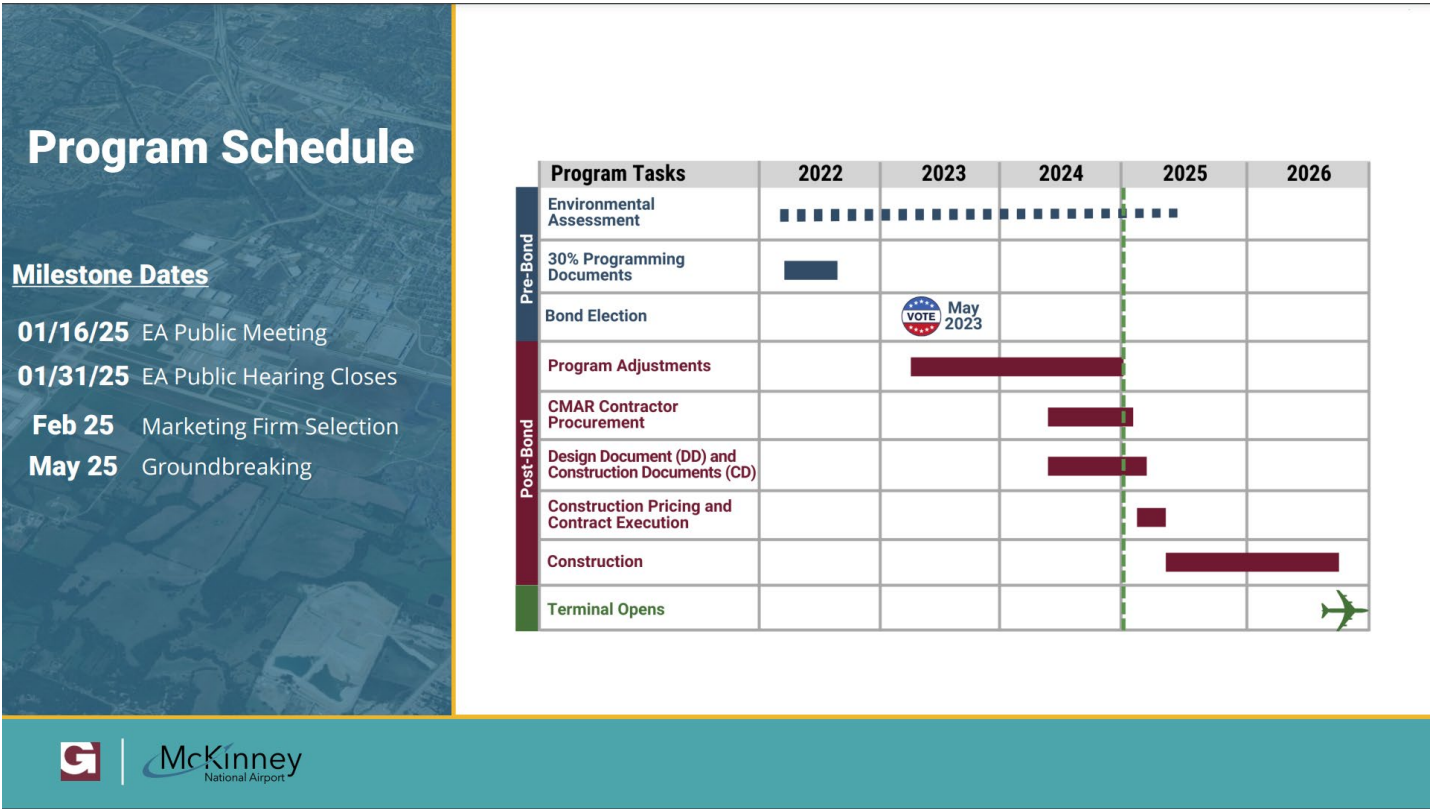 Program Schedule
Milestone Dates
01/16/25 EA Public Meeting
01/31/25 EA Public Hearing Closes
Feb 25 Marketing Firm Selection
May 25 Groundbreaking
Program Tasks 2022 2023 2024 2025 2026
Pre-Bond
Environmental
Assessment
30% Programming
Documents
Bond Election
VOTE
May
2023
Post-Bond
Program Adjustments
CMAR Contractor
Procurement
Design Document (DD) and
Construction Documents (CD)
Construction Pricing and
Contract Execution
Construction
Terminal Opens
G
McKinney
National Airport